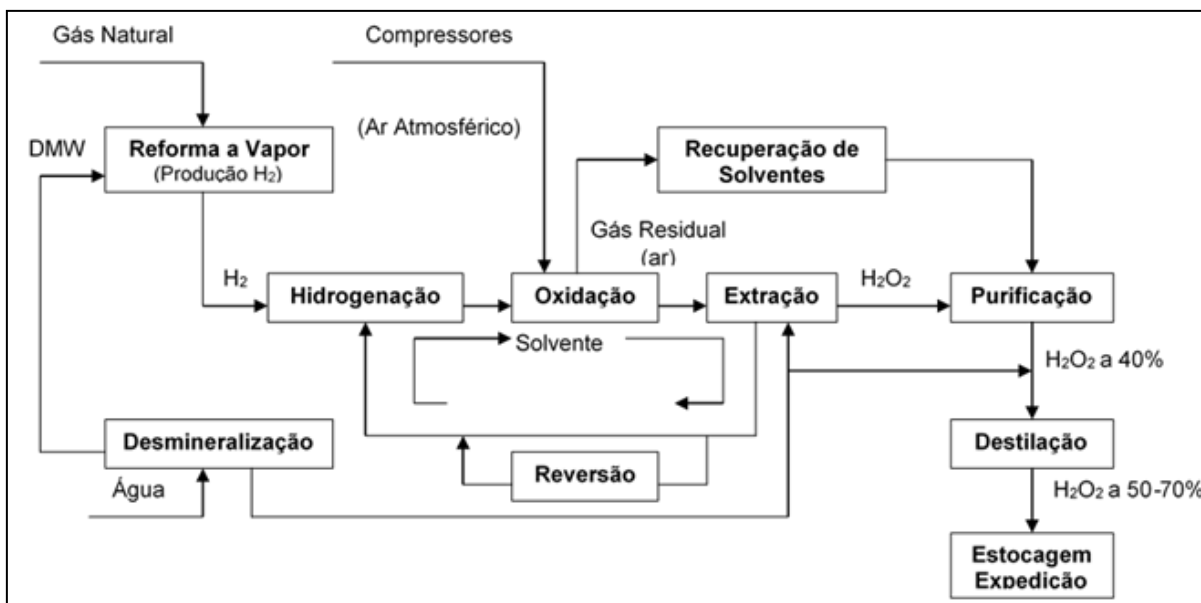 Gás Natural
Compressores
(Ar Atmosférico)
DMW
Reforma a Vapor
(Produção H₂)
Recuperação de
Solventes
Gás Residual
(ar)
H₂
Hidrogenação
Oxidação
Extração
H₂O₂
Purificação
Solvente
H₂O₂ a 40%
Desmineralização
Água
Reversão
Destilação
H₂O₂ a 50-70%
Estocagem
Expedição